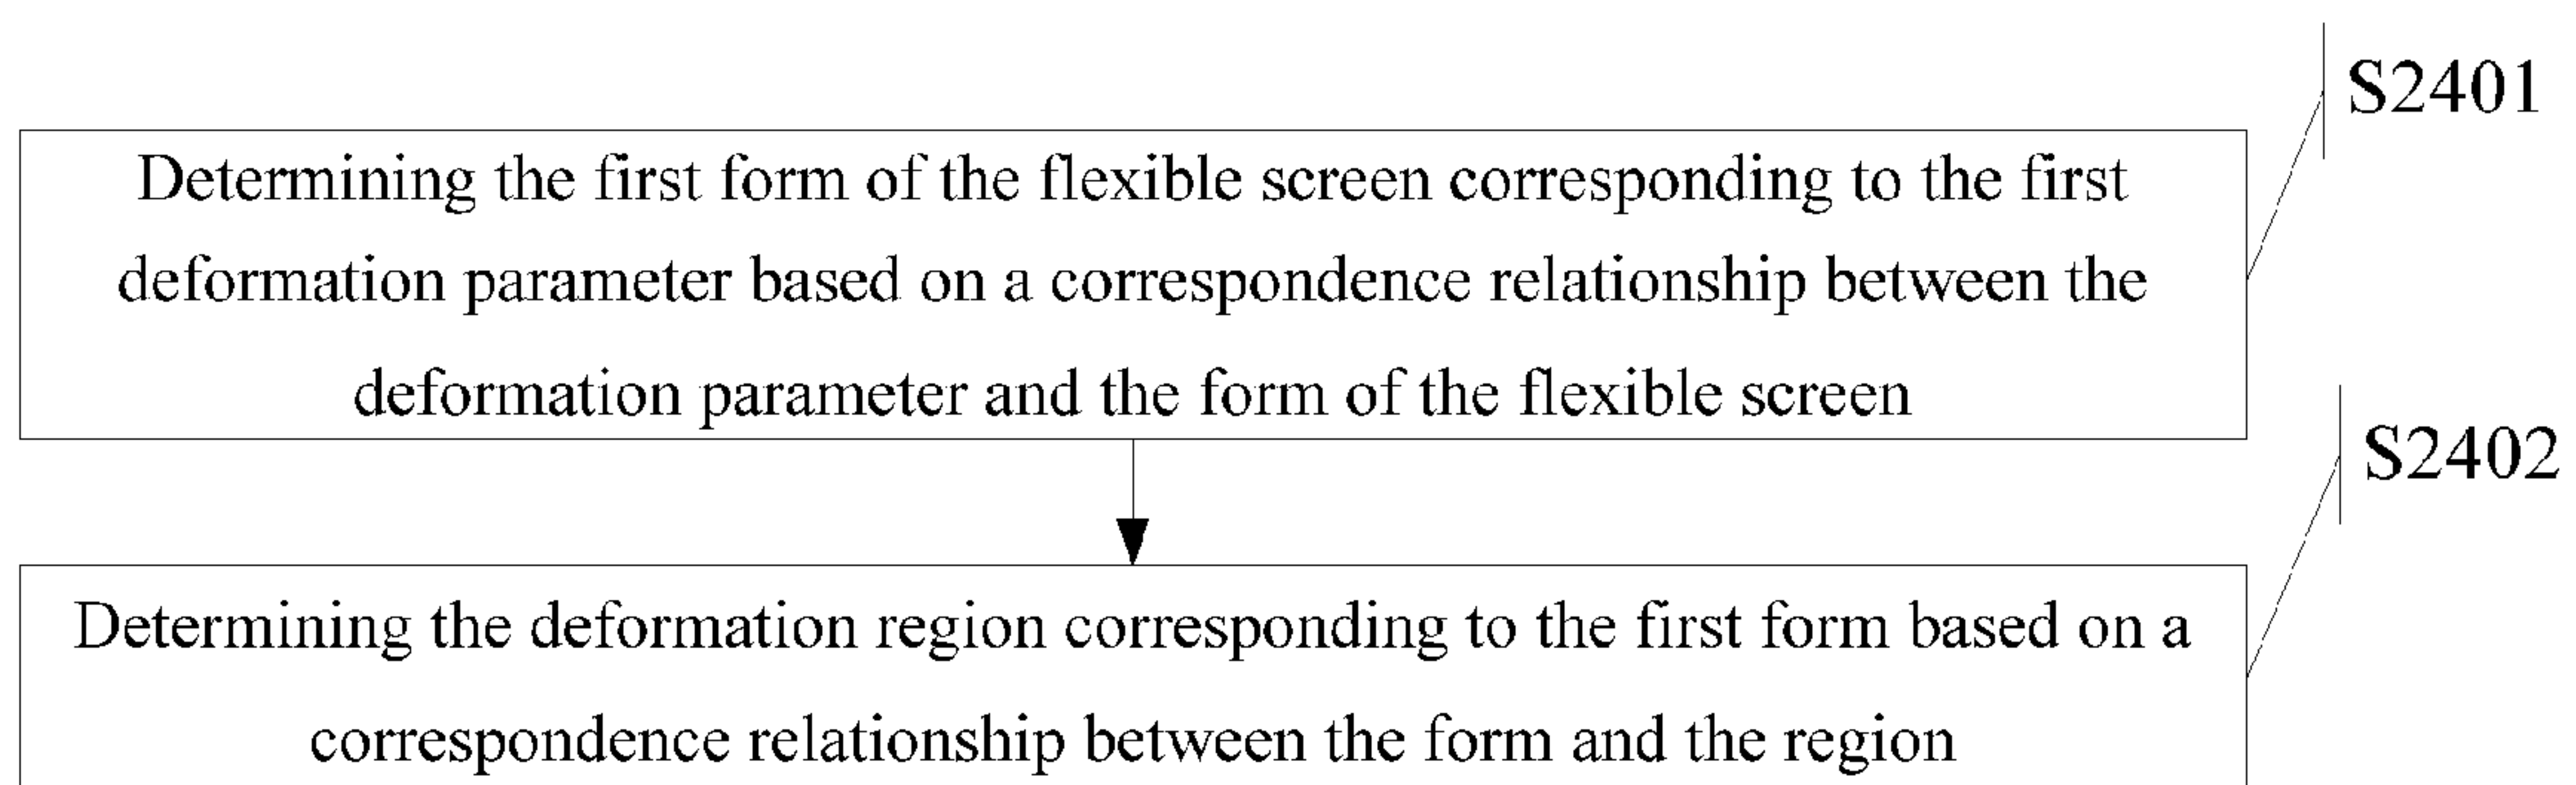 S2401
Determining the first form of the flexible screen corresponding to the first
deformation parameter based on a correspondence relationship between the
deformation parameter and the form of the flexible screen
S2402
Determining the deformation region corresponding to the first form based on a
correspondence relationship between the form and the region